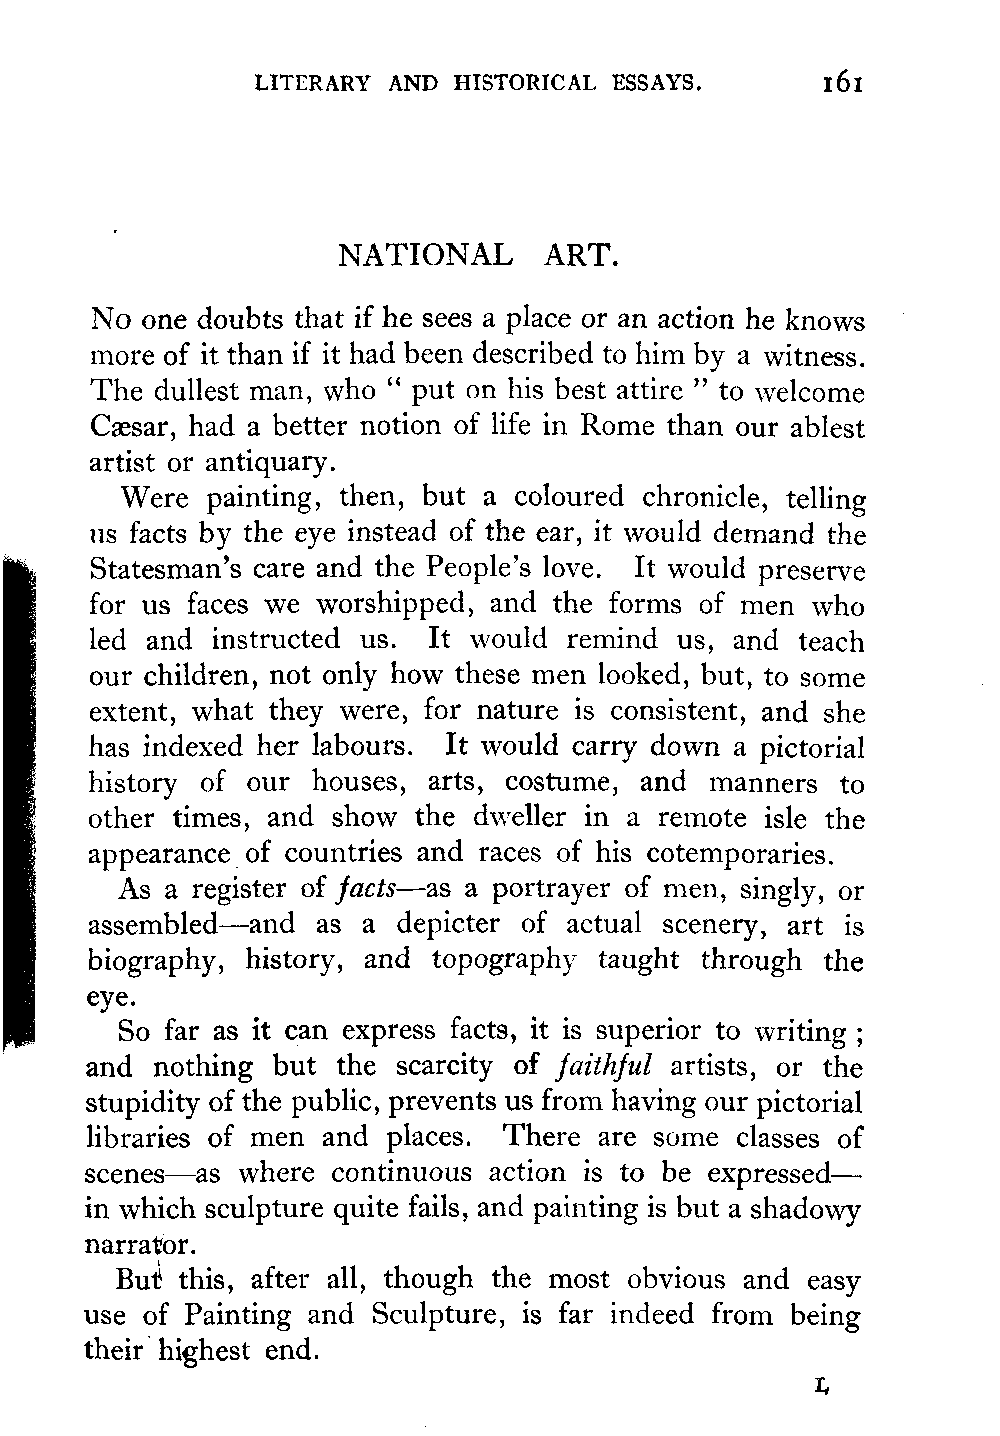 LITERARY AND HISTORICAL ESSAYS. 161
NATIONAL ART.
No one doubts that if he sees a place or an action he knows
more of it than if it had been described to him by a witness.
The dullest man, who “ put on his best attire ” to welcome
Cæsar, had a better notion of life in Rome than our ablest
artist or antiquary.
Were painting, then, but a coloured chronicle, telling
us facts by the eye instead of the ear, it would demand the
Statesman’s care and the People’s love. It would preserve
for us faces we worshipped, and the forms of men who
led and instructed us. It would remind us, and teach
our children, not only how these men looked, but, to some
extent, what they were, for nature is consistent, and she
has indexed her labours. It would carry down a pictorial
history of our houses, arts, costume, and manners to
other times, and show the dweller in a remote isle the
appearance of countries and races of his cotemporaries.
As a register of facts—as a portrayer of men, singly, or
assembled—and as a depicter of actual scenery, art is
biography, history, and topography taught through the
eye.
So far as it can express facts, it is superior to writing ;
and nothing but the scarcity of faithful artists, or the
stupidity of the public, prevents us from having our pictorial
libraries of men and places. There are some classes of
scenes—as where continuous action is to be expressed—
in which sculpture quite fails, and painting is but a shadowy
narrator.
But this, after all, though the most obvious and easy
use of Painting and Sculpture, is far indeed from being
their highest end.
L